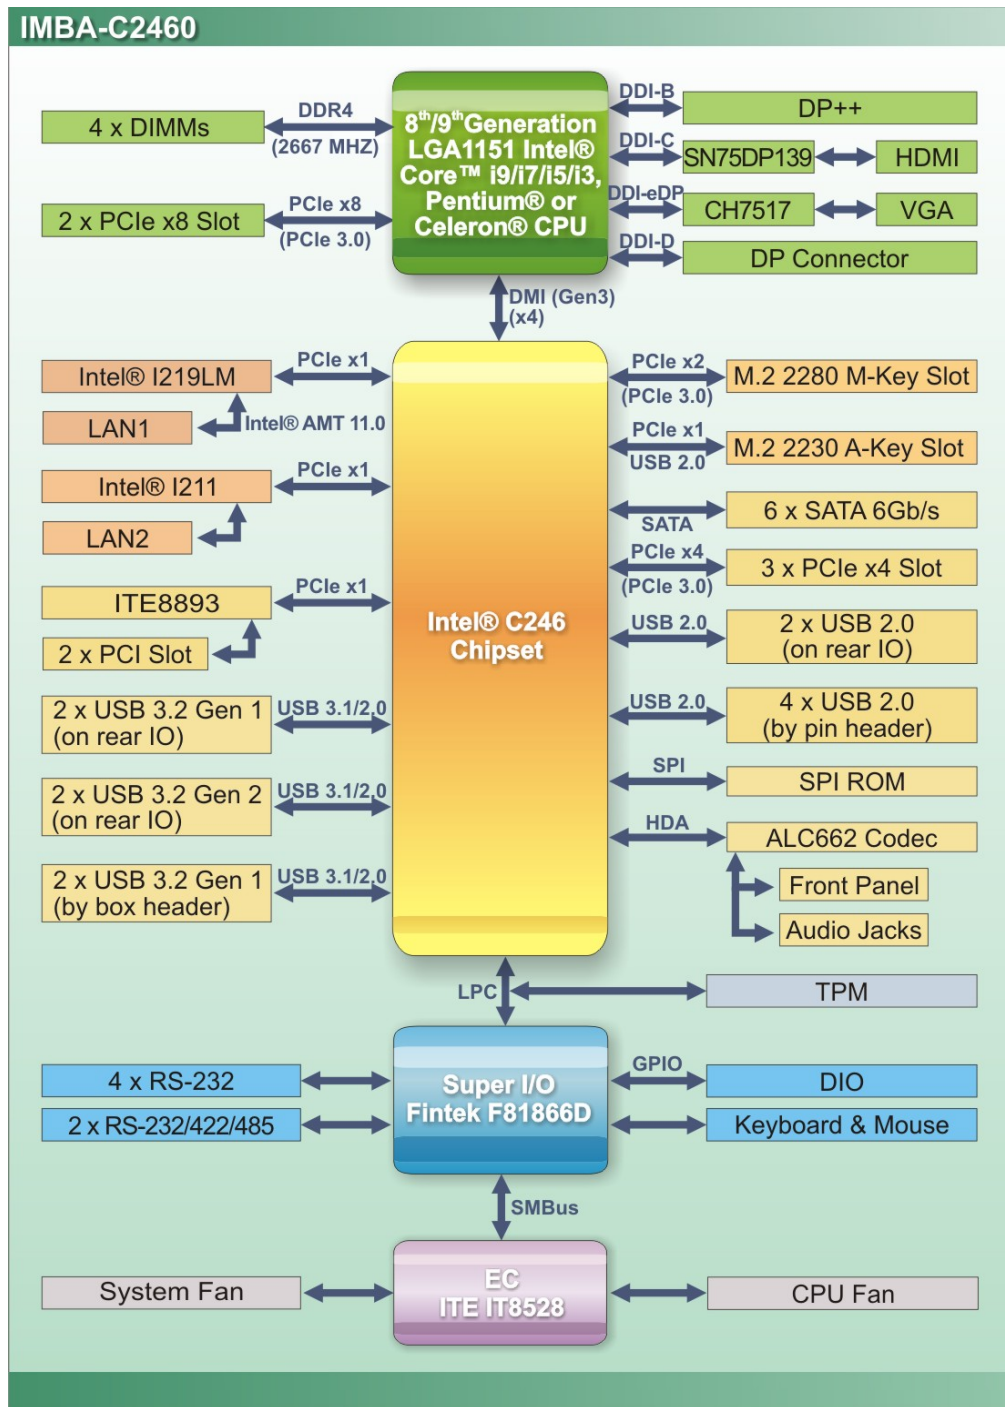 IMBA-C2460
4 x DIMMs
DDR4
(2667 MHZ)
2 x PCIe x8 Slot
PCIe x8
(PCIe 3.0)
8th/9thGeneration
LGA1151 Intel®
Core™ i9/i7/i5/i3,
Pentium® or
Celeron® CPU
DDI-B
DP++
DDI-C
SN75DP139
HDMI
DDI-eDP
CH7517
VGA
DDI-D
DP Connector
DMI (Gen3)
(x4)
Intel® I219LM
PCIe x1
LAN1
Intel® AMT 11.0
Intel® I211
PCIe x1
LAN2
ITE8893
PCIe x1
2 x PCI Slot
2 x USB 3.2 Gen 1
(on rear IO)
USB 3.1/2.0
2 x USB 3.2 Gen 2
(on rear IO)
USB 3.1/2.0
2 x USB 3.2 Gen 1
(by box header)
USB 3.1/2.0
Intel® C246
Chipset
PCIe x2
(PCIe 3.0)
M.2 2280 M-Key Slot
PCIe x1
USB 2.0
M.2 2230 A-Key Slot
SATA
6 x SATA 6Gb/s
PCIe x4
(PCIe 3.0)
3 x PCIe x4 Slot
USB 2.0
2 x USB 2.0
(on rear IO)
USB 2.0
4 x USB 2.0
(by pin header)
SPI
SPI ROM
HDA
ALC662 Codec
Front Panel
Audio Jacks
LPC
TPM
4 x RS-232
2 x RS-232/422/485
Super I/O
Fintek F81866D
GPIO
DIO
Keyboard & Mouse
SMBus
System Fan
EC
ITE IT8528
CPU Fan